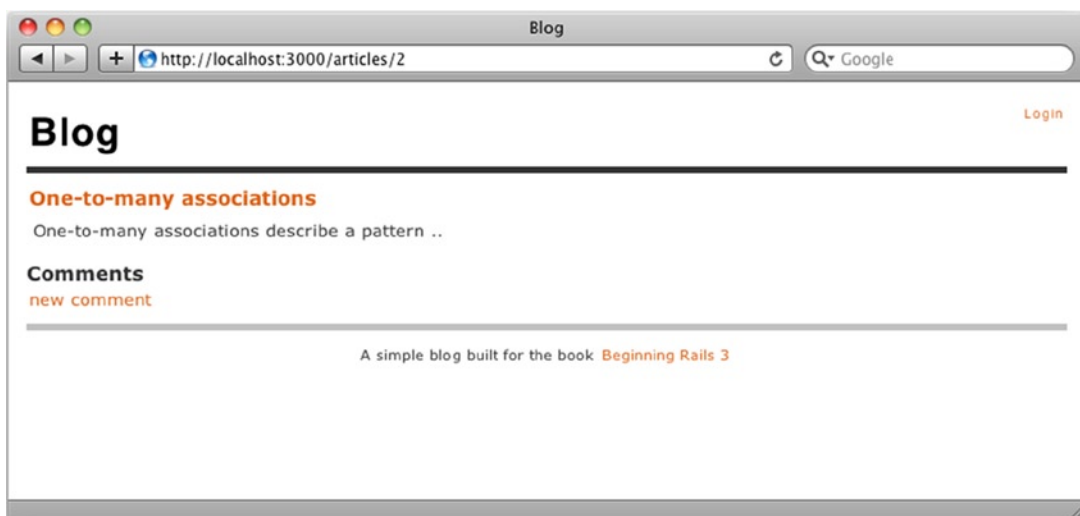 Blog
http://localhost:3000/articles/2
Google
Login
Blog
One-to-many associations
One-to-many associations describe a pattern ..
Comments
new comment
A simple blog built for the book Beginning Rails 3